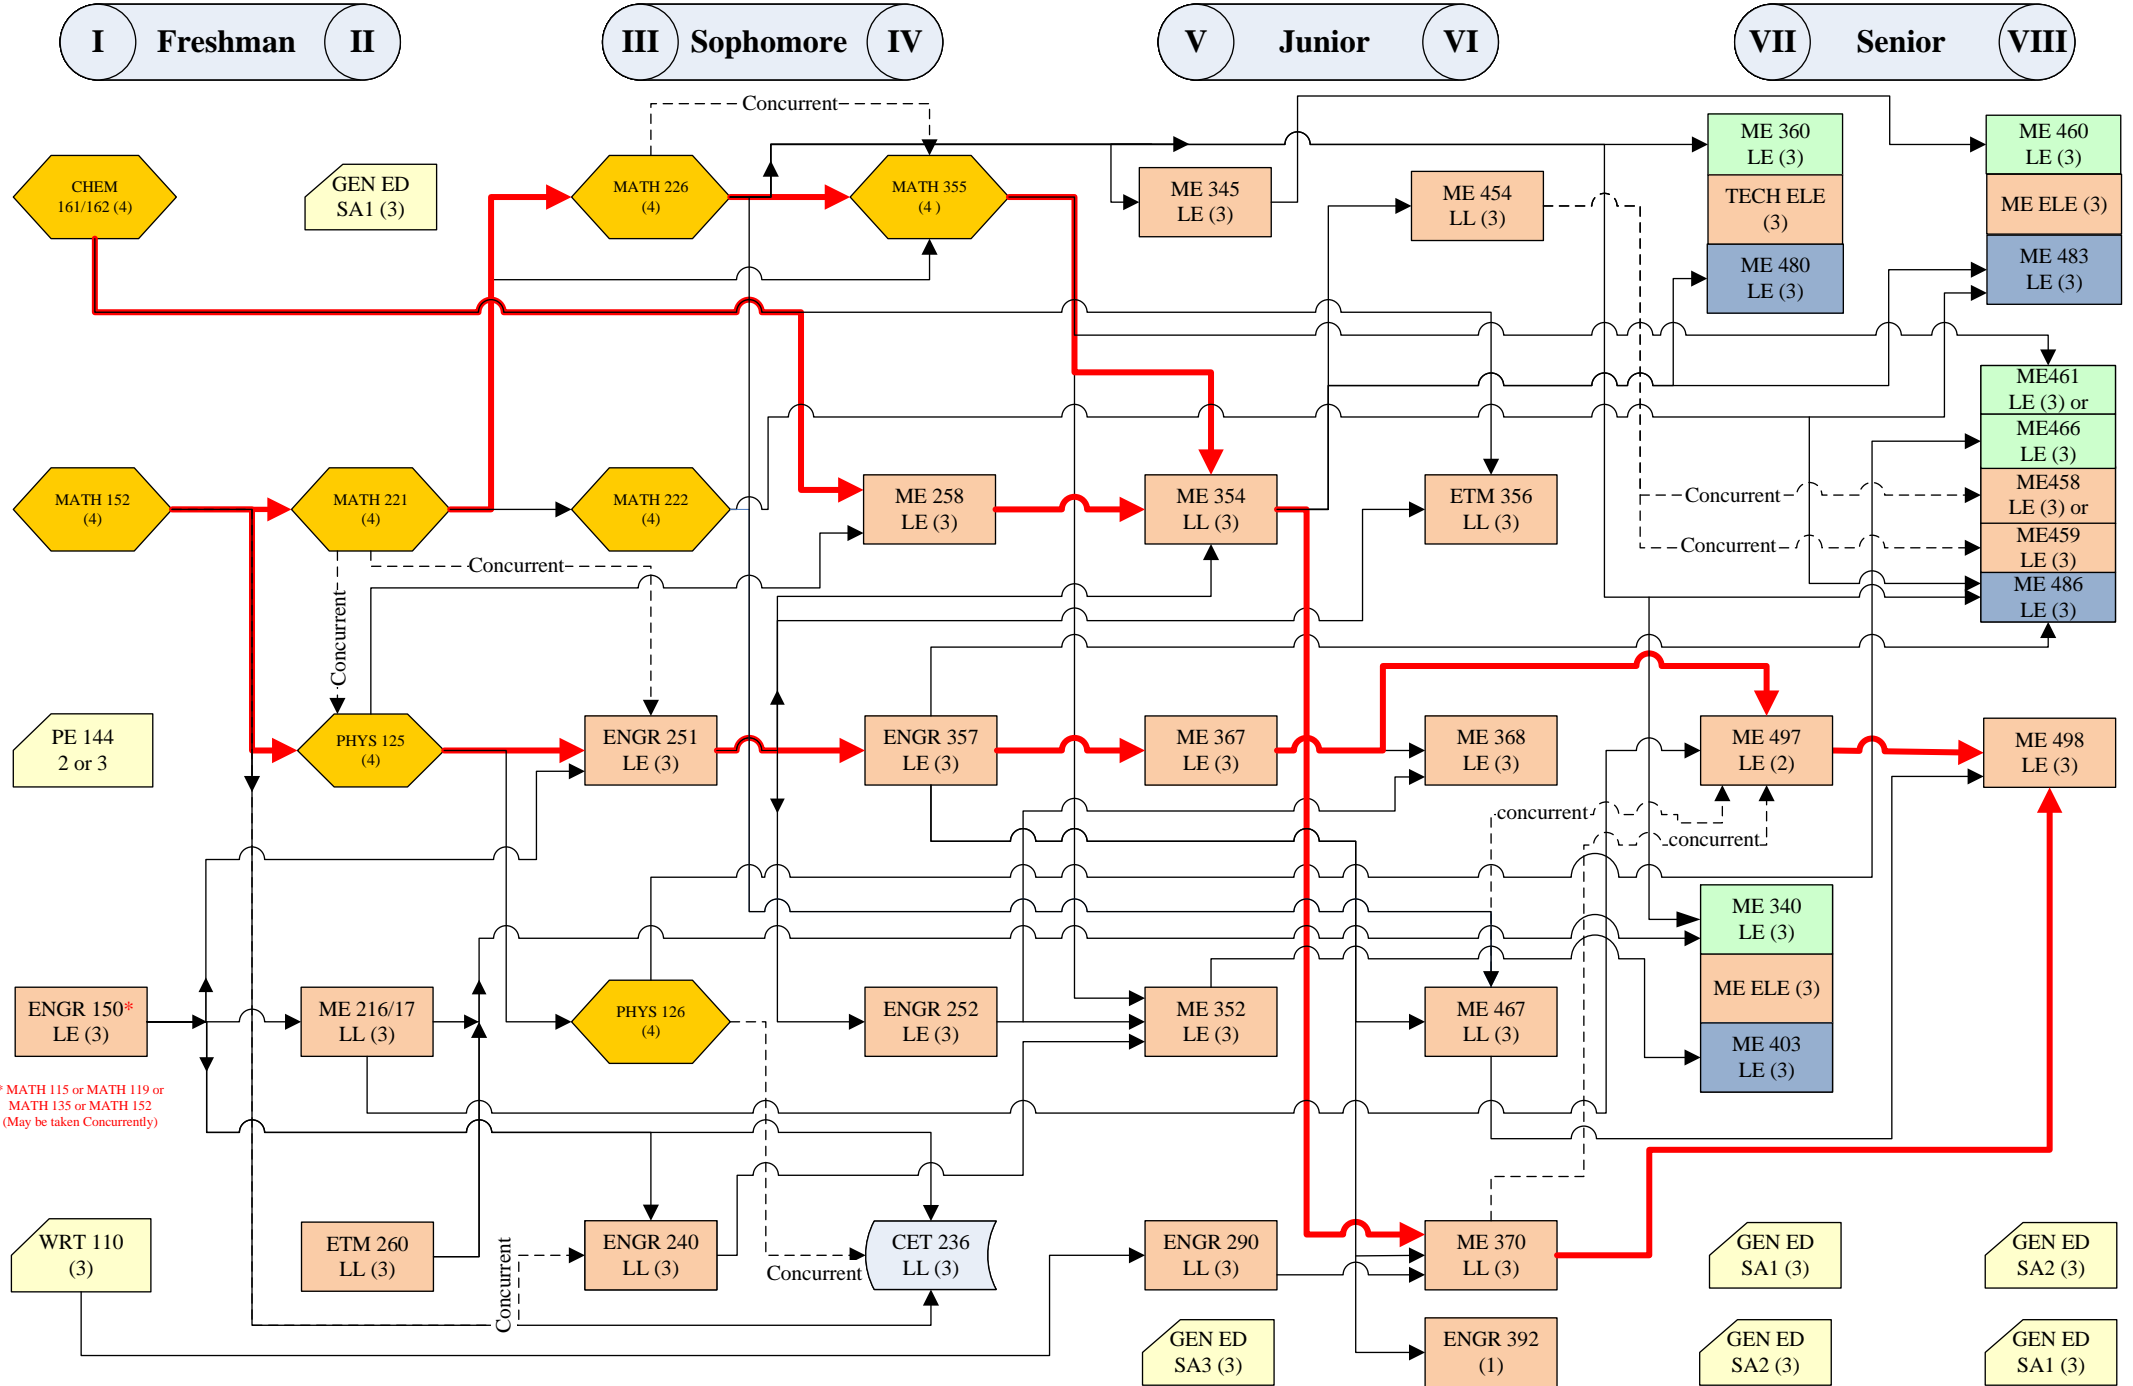 I Freshman II
III Sophomore IV
V Junior VI
VII Senior VIII
Concurrent
CHEM
161/162 (4)
GEN ED
SA1 (3)
MATH 226
(4)
MATH 355
(4 )
ME 345
LE (3)
ME 454
LL (3)
ME 360
LE (3)
TECH ELE
(3)
ME 480
LE (3)
ME 460
LE (3)
ME ELE (3)
ME 483
LE (3)
MATH 152
(4)
MATH 221
(4)
MATH 222
(4)
ME 258
LE (3)
ME 354
LL (3)
ETM 356
LL (3)
Concurrent
Concurrent
ME461
LE (3) or
ME466
LE (3)
ME458
LE (3) or
ME459
LE (3)
ME 486
LE (3)
Concurrent
Concurrent
PE 144
2 or 3
PHYS 125
(4)
ENGR 251
LE (3)
ENGR 357
LE (3)
ME 367
LE (3)
ME 368
LE (3)
ME 497
LE (2)
ME 498
LE (3)
concurrent
concurrent
ENGR 150*
LE (3)
ME 216/17
LL (3)
PHYS 126
(4)
ENGR 252
LE (3)
ME 352
LE (3)
ME 467
LL (3)
ME 340
LE (3)
ME ELE (3)
ME 403
LE (3)
* MATH 115 or MATH 119 or
MATH 135 or MATH 152
(May be taken Concurrently)
WRT 110
(3)
ETM 260
LL (3)
Concurrent
ENGR 240
LL (3)
Concurrent
CET 236
LL (3)
ENGR 290
LL (3)
ME 370
LL (3)
GEN ED
SA1 (3)
GEN ED
SA2 (3)
GEN ED
SA3 (3)
ENGR 392
(1)
GEN ED
SA2 (3)
GEN ED
SA1 (3)